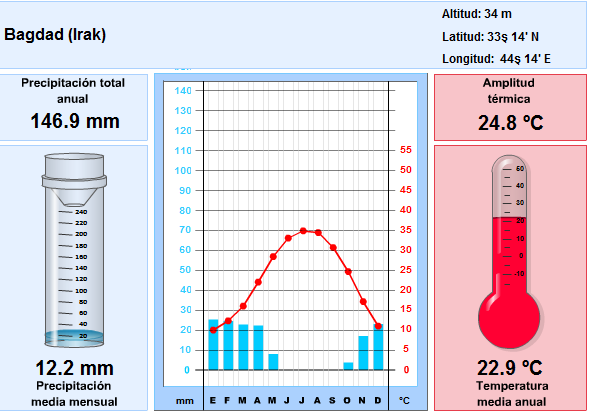 Bagdad (Irak)
Altitud: 34 m
Latitud: 33ş 14' N
Longitud: 44ş 14' E
Precipitación total
anual
146.9 mm
240
220
200
180
160
140
120
100
80
60
40
20
12.2 mm
Precipitación
media mensual
140
130
120
110
100
90
80
70
60
50
40
30
20
10
0
55
50
45
40
35
30
25
20
15
10
5
0
mm E F M A M J J A S O N D °C
Amplitud
térmica
24.8 ºC
50
40
30
20
10
0
-10
22.9 ºC
Temperatura
media anual